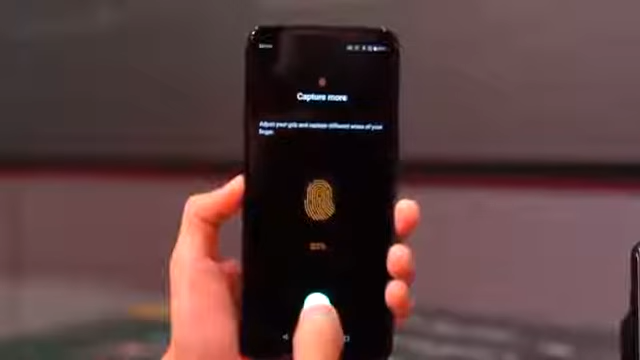 Capture more
Adjust your grip and capture different areas of your
finger.